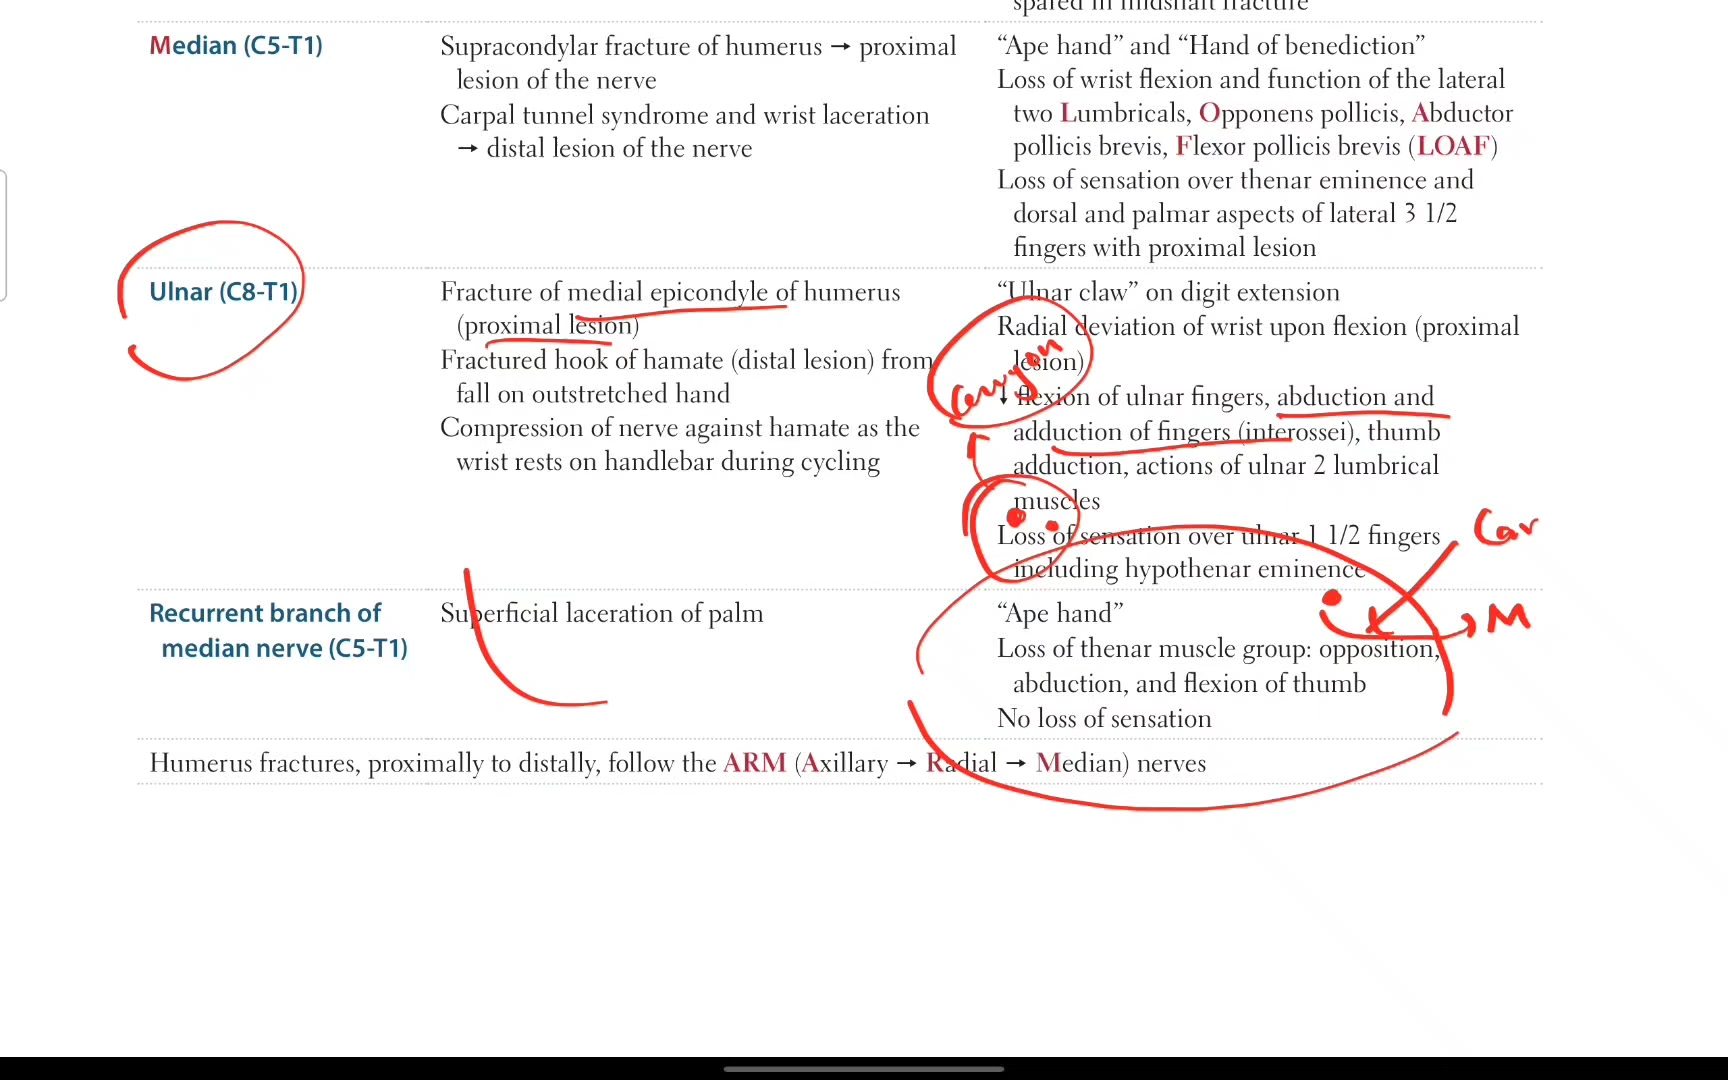 spared in midshaft fracture
Median (C5-T1)
Supracondylar fracture of humerus → proximal
lesion of the nerve
Carpal tunnel syndrome and wrist laceration
→ distal lesion of the nerve
“Ape hand” and “Hand of benediction”
Loss of wrist flexion and function of the lateral
two Lumbricals, Opponens pollicis, Abductor
pollicis brevis, Flexor pollicis brevis (LOAF)
Loss of sensation over thenar eminence and
dorsal and palmar aspects of lateral 3 1/2
fingers with proximal lesion
Ulnar (C8-T1)
Fracture of medial epicondyle of humerus
(proximal lesion)
Fractured hook of hamate (distal lesion) from
fall on outstretched hand
Compression of nerve against hamate as the
wrist rests on handlebar during cycling
“Ulnar claw” on digit extension
Radial deviation of wrist upon flexion (proximal
lesion)
↓ flexion of ulnar fingers, abduction and
adduction of fingers (interossei), thumb
adduction, actions of ulnar 2 lumbrical
muscles
Loss of sensation over ulnar 1 1/2 fingers
including hypothenar eminence
Car
M
Recurrent branch of
median nerve (C5-T1)
Superficial laceration of palm
“Ape hand”
Loss of thenar muscle group: opposition,
abduction, and flexion of thumb
No loss of sensation
Humerus fractures, proximally to distally, follow the ARM (Axillary → Radial → Median) nerves